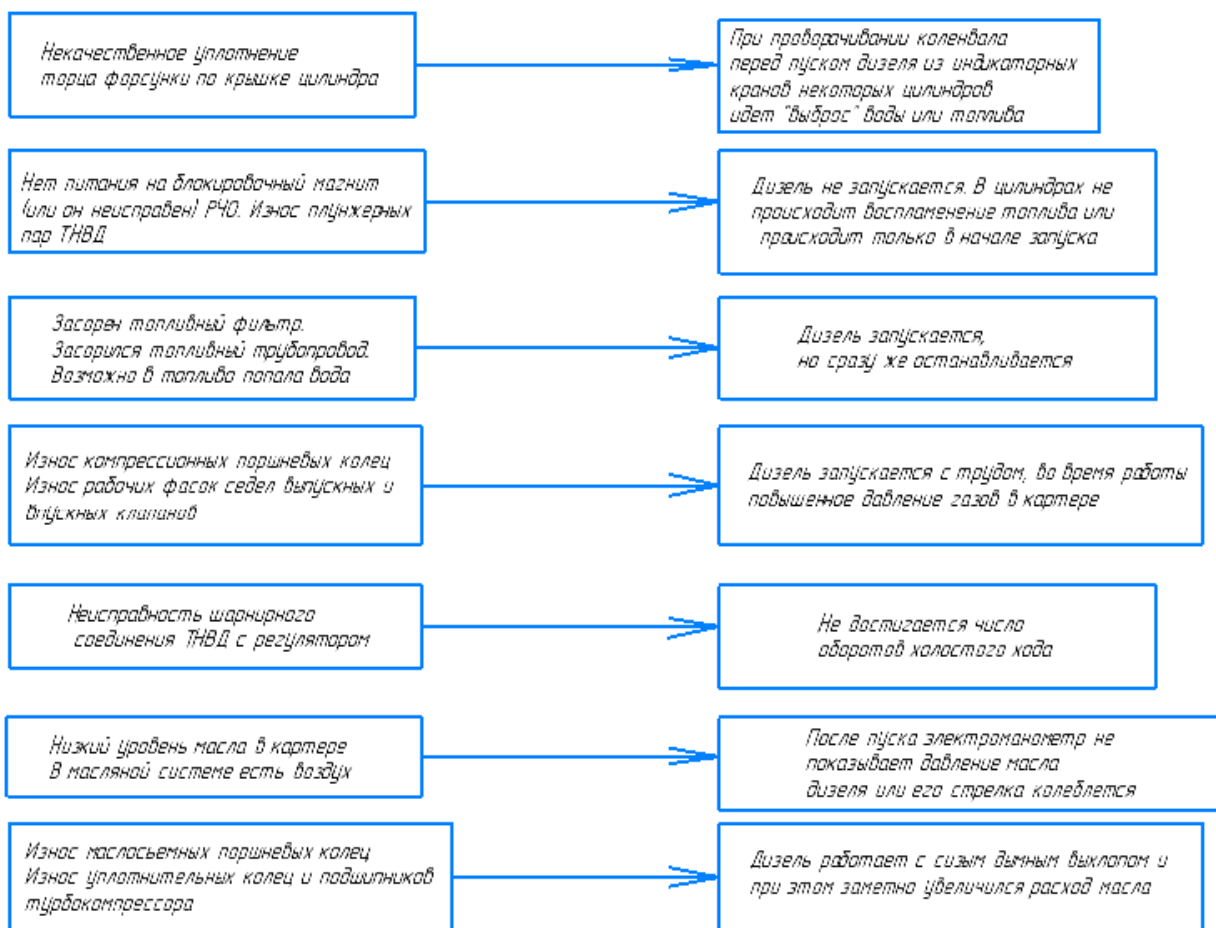 Некачественное уплотнение
торца форсунки по крышке цилиндра
При проворачивании коленвала
перед пуском дизеля из индикаторных
кранов некоторых цилиндров
идет "выброс" воды или топлива
Нет питания на блокировочный магнит
(или он неисправен) РЧО. Износ плунжерных
пар ТНВД
Дизель не запускается. В цилиндрах не
происходит воспламенение топлива или
происходит только в начале запуска
Засорен топливный фильтр.
Засорился топливный трубопровод.
Возможно в топливо попала вода
Дизель запускается,
но сразу же останавливается
Износ компрессионных поршневых колец
Износ рабочих фасок седел выпускных и
впускных клапанов
Дизель запускается с трудом, во время работы
повышенное давление газов в картере
Неисправность шарнирного
соединения ТНВД с регулятором
Не достигается число
оборотов холостого хода
Низкий уровень масла в картере
В масляной системе есть воздух
После пуска электроманометр не
показывает давление масла
дизеля или его стрелка колеблется
Износ маслосьемных поршневых колец
Износ уплотнительных колец и подшипников
турбокомпрессора
Дизель работает с сизым дымным выхлопом и
при этом заметно увеличился расход масла